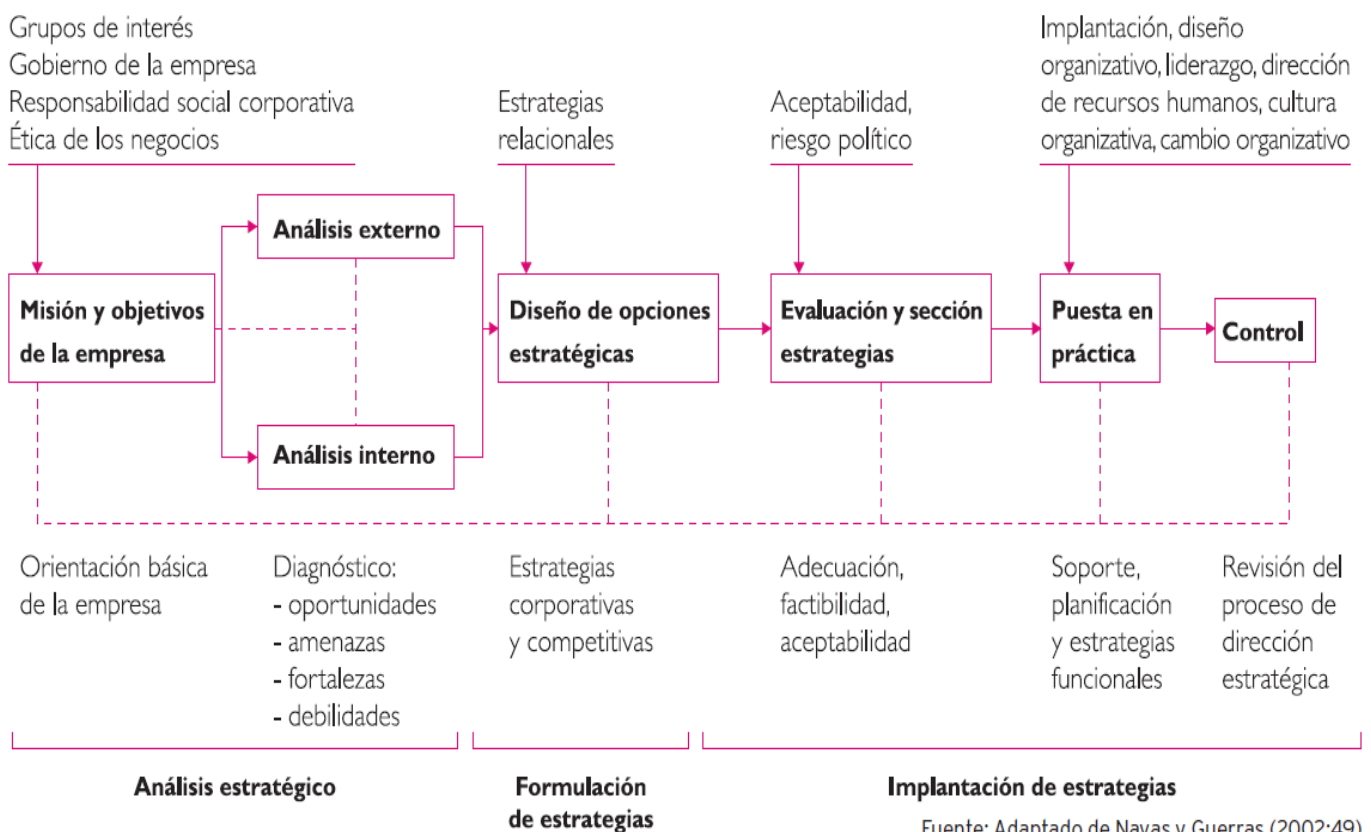 Grupos de interés
Gobierno de la empresa
Responsabilidad social corporativa
Ética de los negocios
Estrategias
relacionales
Aceptabilidad,
riesgo político
Implantación, diseño
organizativo, liderazgo, dirección
de recursos humanos, cultura
organizativa, cambio organizativo
Misión y objetivos
de la empresa
Análisis externo
Análisis interno
Diseño de opciones
estratégicas
Evaluación y sección
estrategias
Puesta en
práctica
Control
Orientación básica
de la empresa
Diagnóstico:
- oportunidades
- amenazas
- fortalezas
- debilidades
Estrategias
corporativas
y competitivas
Adecuación,
factibilidad,
aceptabilidad
Soporte,
planificación
y estrategias
funcionales
Revisión del
proceso de
dirección
estratégica
Análisis estratégico
Formulación
de estrategias
Implantación de estrategias
Fuente: Adaptado de Navas y Guerras (2002:49)